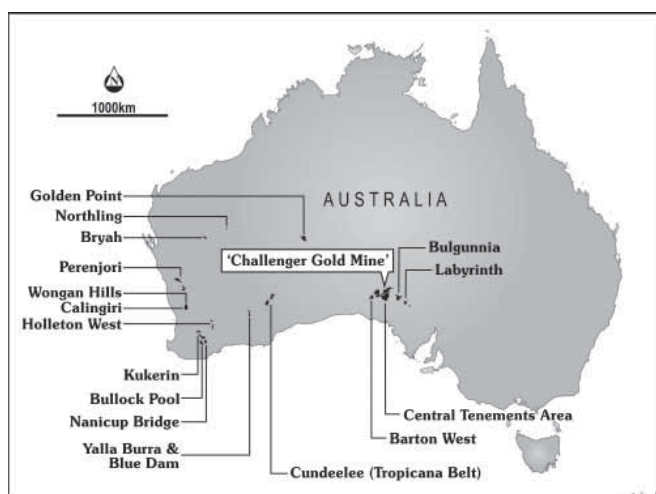 N
1000km
AUSTRALIA
Golden Point
Northling
Bryah
'Challenger Gold Mine'
Bulgunnia
Labyrinth
Perenjori
Wongan Hills
Calingiri
Holleton West
Kukerin
Bullock Pool
Nanicup Bridge
Yalla Burra &
Blue Dam
Cundeelee (Tropicana Belt)
Central Tenements Area
Barton West